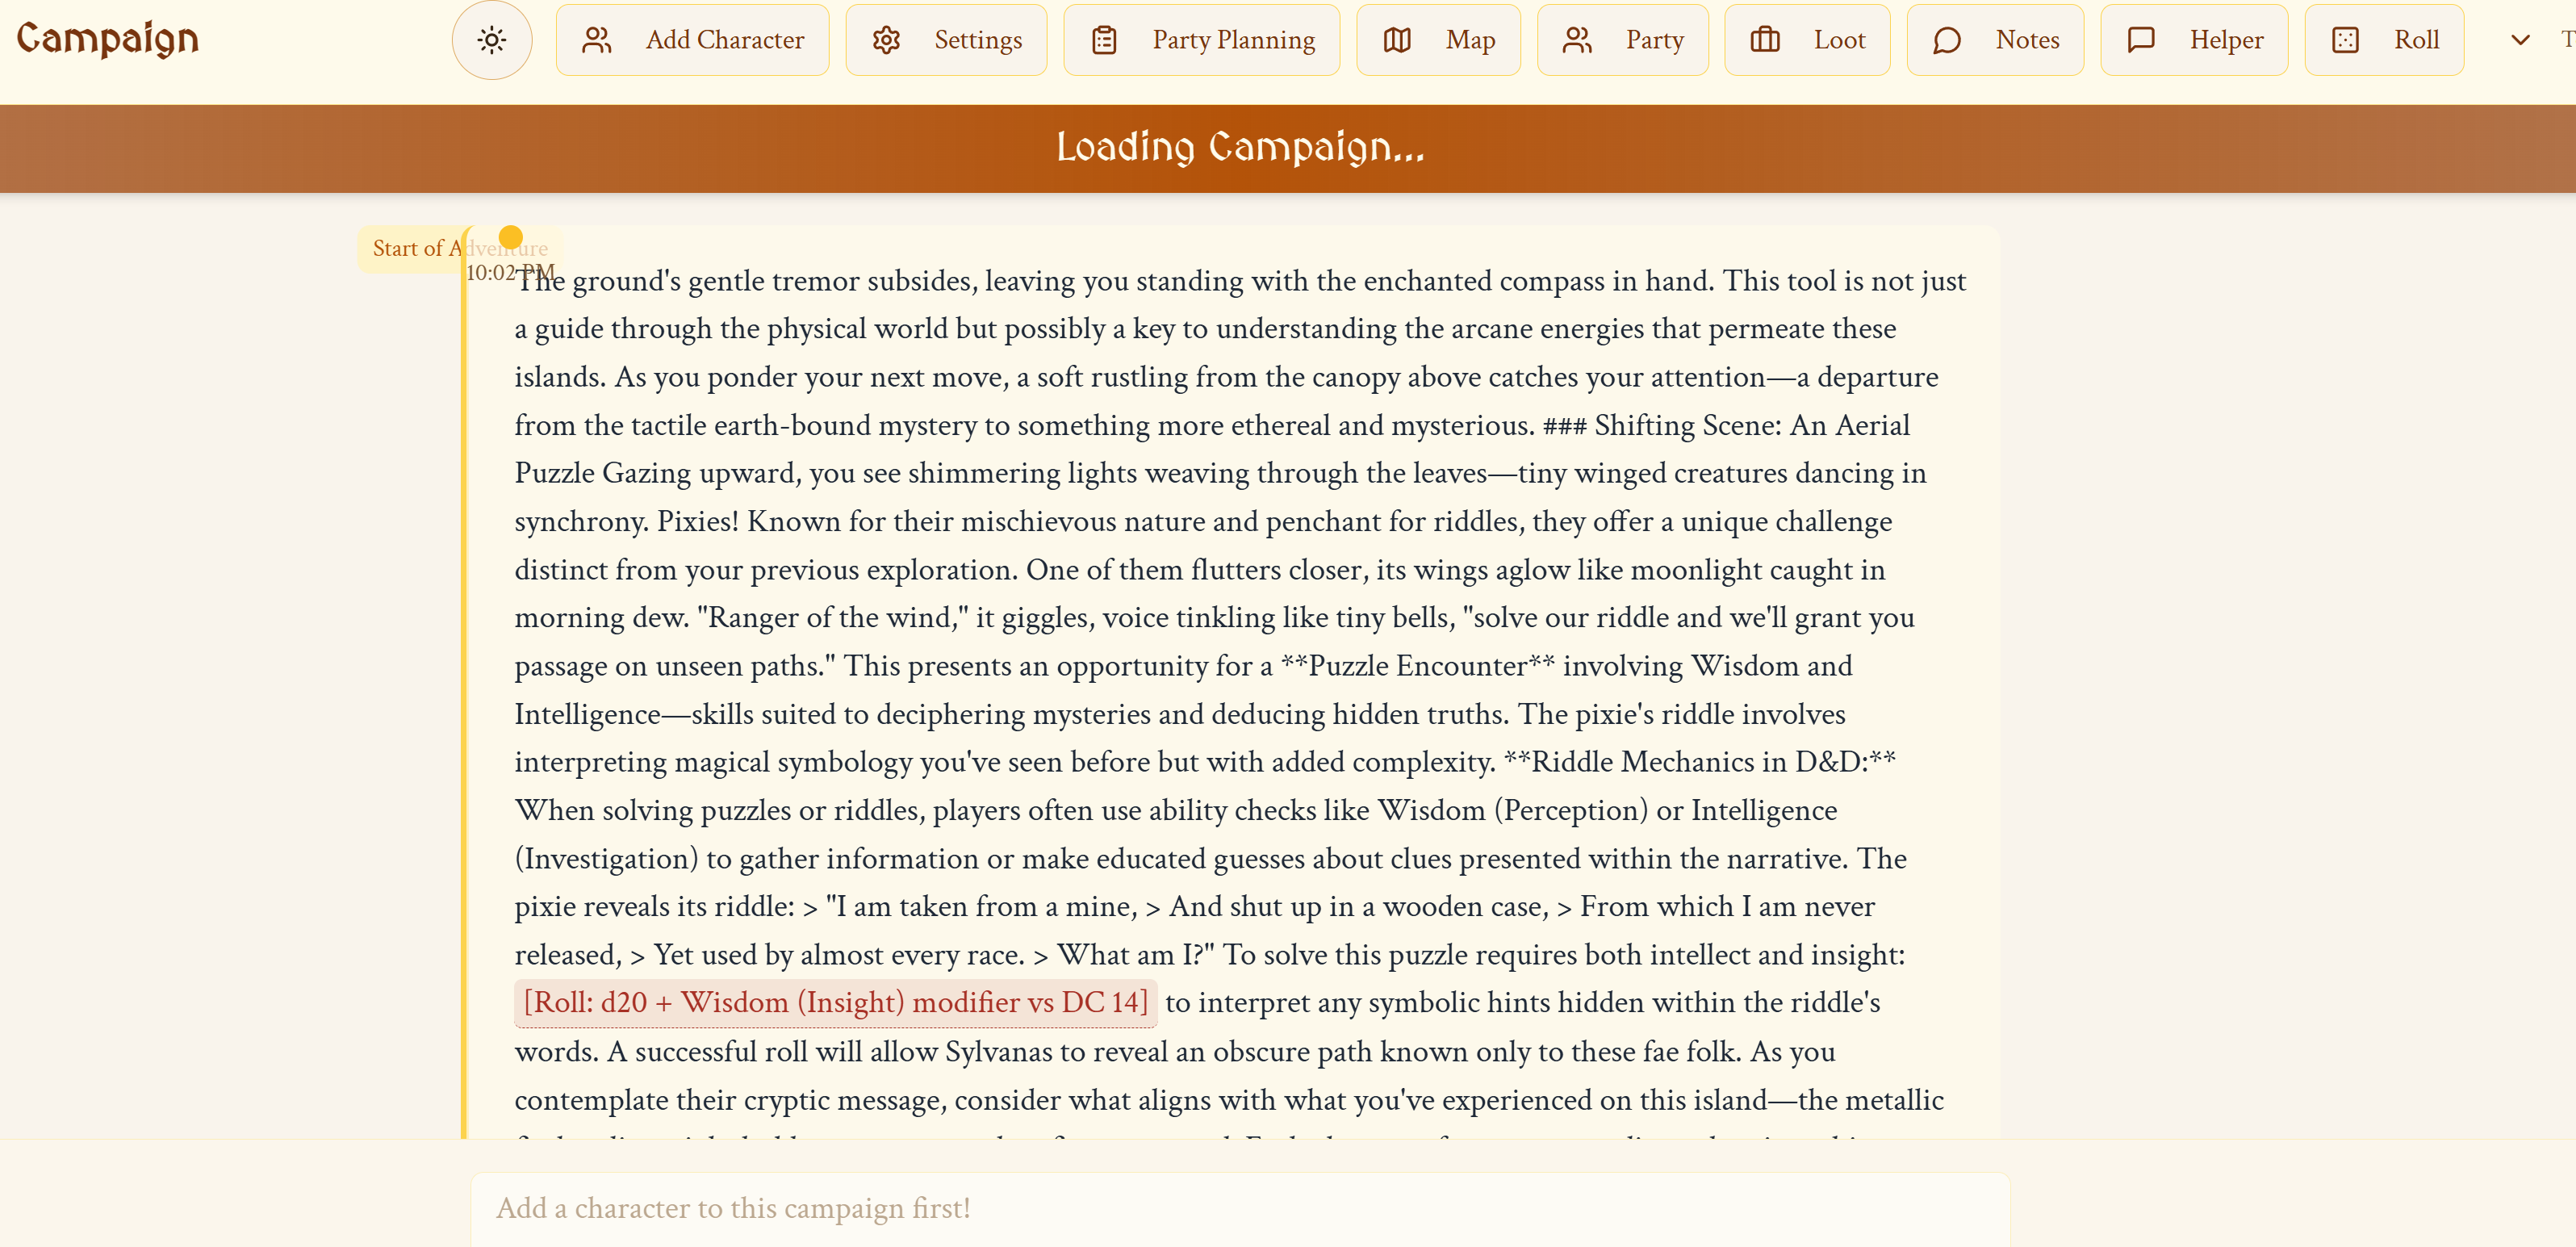 Campaign
Add Character
Settings
Party Planning
Map
Party
Loot
Notes
Helper
Roll
Loading Campaign...
Start of Adventure
10:02 PM
The ground's gentle tremor subsides, leaving you standing with the enchanted compass in hand. This tool is not just
a guide through the physical world but possibly a key to understanding the arcane energies that permeate these
islands. As you ponder your next move, a soft rustling from the canopy above catches your attention—a departure
from the tactile earth-bound mystery to something more ethereal and mysterious. ### Shifting Scene: An Aerial
Puzzle Gazing upward, you see shimmering lights weaving through the leaves—tiny winged creatures dancing in
synchrony. Pixies! Known for their mischievous nature and penchant for riddles, they offer a unique challenge
distinct from your previous exploration. One of them flutters closer, its wings aglow like moonlight caught in
morning dew. "Ranger of the wind," it giggles, voice tinkling like tiny bells, "solve our riddle and we'll grant you
passage on unseen paths." This presents an opportunity for a **Puzzle Encounter** involving Wisdom and
Intelligence—skills suited to deciphering mysteries and deducing hidden truths. The pixie's riddle involves
interpreting magical symbology you've seen before but with added complexity. **Riddle Mechanics in D&D:**
When solving puzzles or riddles, players often use ability checks like Wisdom (Perception) or Intelligence
(Investigation) to gather information or make educated guesses about clues presented within the narrative. The
pixie reveals its riddle: > "I am taken from a mine, > And shut up in a wooden case, > From which I am never
released, > Yet used by almost every race. > What am I?" To solve this puzzle requires both intellect and insight:
[Roll: d20 + Wisdom (Insight) modifier vs DC 14] to interpret any symbolic hints hidden within the riddle's
words. A successful roll will allow Sylvanas to reveal an obscure path known only to these fae folk. As you
contemplate their cryptic message, consider what aligns with what you've experienced on this island—the metallic
Add a character to this campaign first!